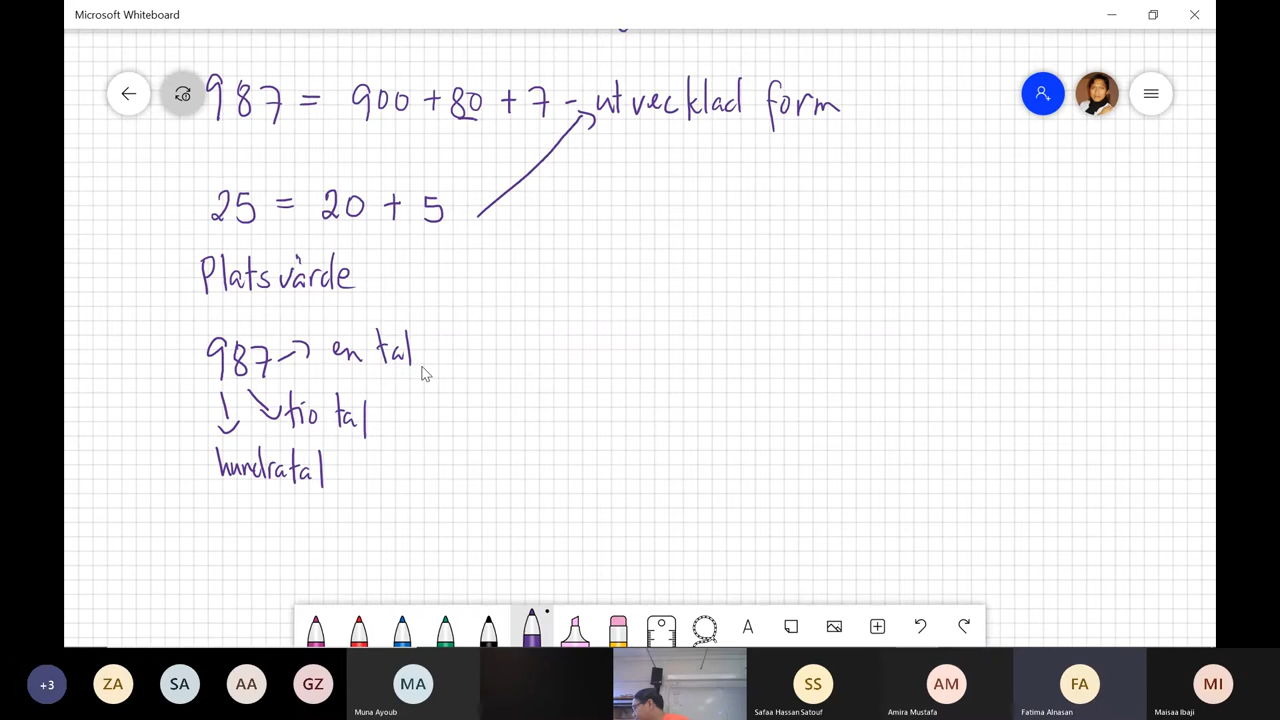 Microsoft Whiteboard
987 = 900 + 80 + 7 - utvecklad form
25 = 20 + 5
Platsvärde
987 → en tal
tio tal
hundratal
A
+3 ZA SA AA GZ MA SS AM FA MI
Muna Ayoub Safaa Hassan Satouf Amira Mustafa Fatima Alnasan Maisaa Ibaji